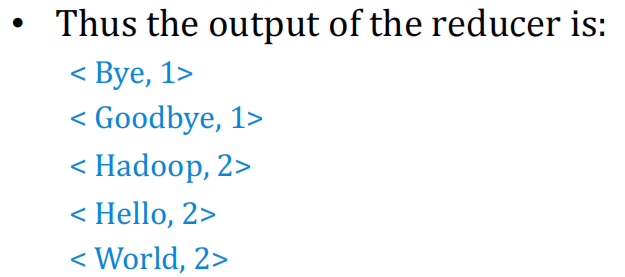 • Thus the output of the reducer is:
< Bye, 1>
< Goodbye, 1>
< Hadoop, 2>
< Hello, 2>
< World, 2>